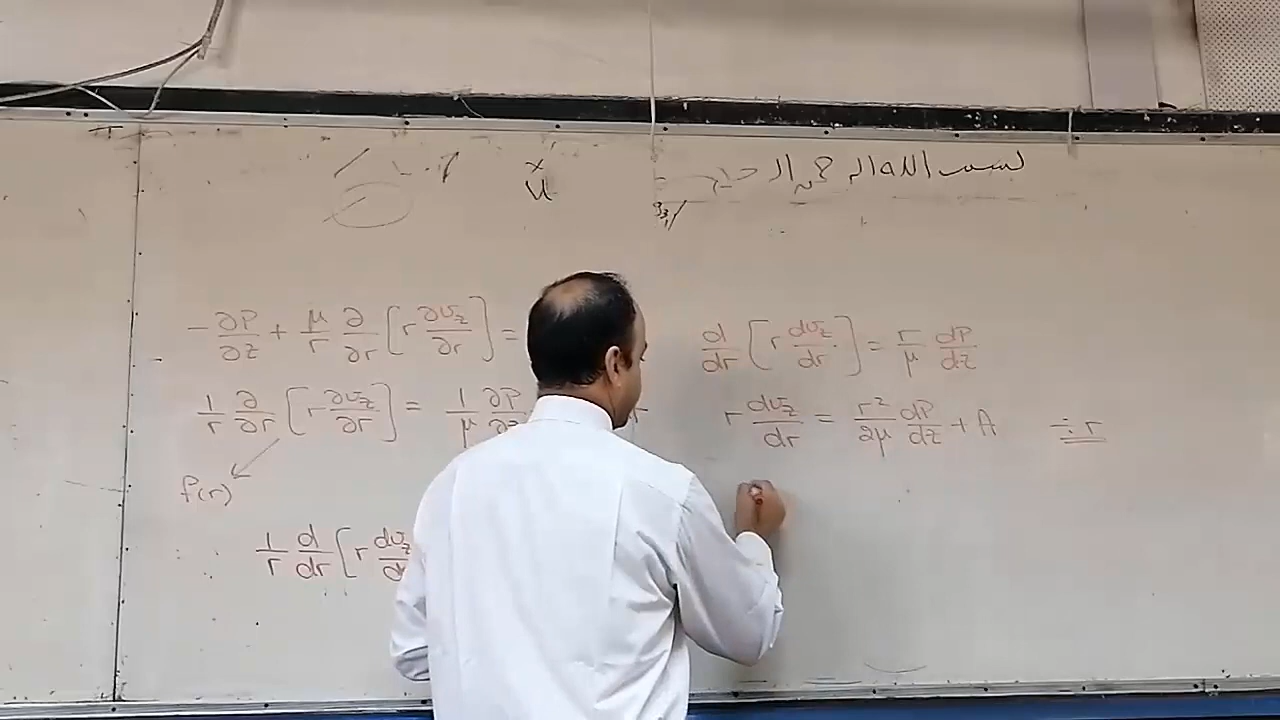 بسم الله الرحمن الرحيم
-∂P/∂z + μ/r ∂/∂r [r ∂v_z/∂r] =
1/r ∂/∂r [r ∂v_z/∂r] = 1/μ ∂P/∂z
f(r)
1/r d/dr [r dv_z/dr
d/dr [r dv_z/dr] = r/μ dP/dz
r dv_z/dr = r²/2μ dP/dz + A ÷ r